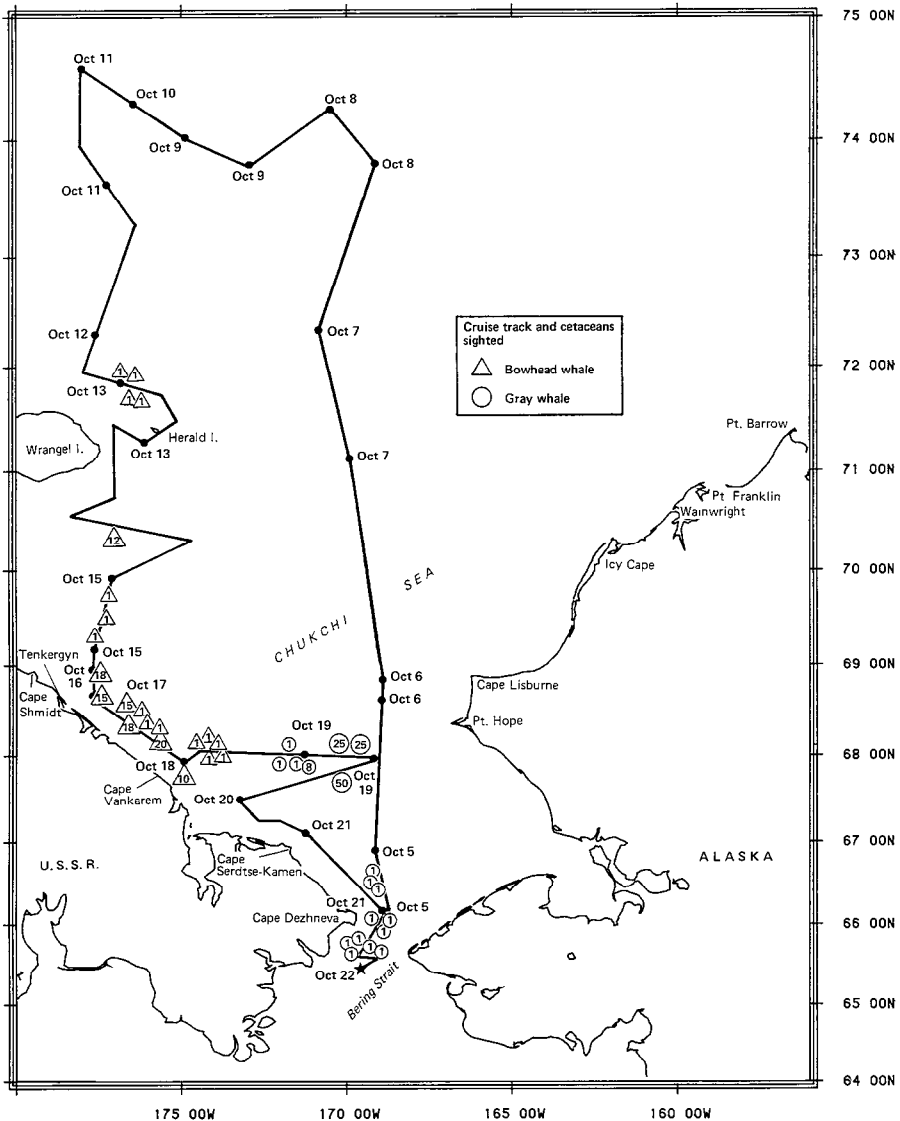 75 00N
Oct 11
Oct 10
Oct 8
74 00N
Oct 9
Oct 9
Oct 8
Oct 11
73 00N
Oct 12
Oct 7
Cruise track and cetaceans
sighted
Bowhead whale
Gray whale
72 00N
1 1
Oct 13
1 1
Herald I.
Wrangel I.
Oct 13
Oct 7
Pt. Barrow
71 00N
Pt Franklin
Wainwright
12
Icy Cape
70 00N
Oct 15
CHUKCHI SEA
1
1
1
Oct 15
Tenkergyn
Oct
16
18
69 00N
Oct 6
Oct 6
Cape Lisburne
Cape
Shmidt
15
Oct 17
15
1
18
1
1
20
Pt. Hope
1 1 1
1 1
Oct 19
1
25 25
1 1 8
68 00N
Oct 18
10
50
Oct
19
Cape
Vankarem
Oct 20
Oct 21
67 00N
Oct 5
ALASKA
U.S.S.R.
Cape
Serdtse-Kamen
1
1
1
Oct 21
Oct 5
Cape Dezhneva
1 1
1
66 00N
1 1 1
1 1
Oct 22
Bering Strait
65 00N
64 00N
175 00W
170 00W
165 00W
160 00W